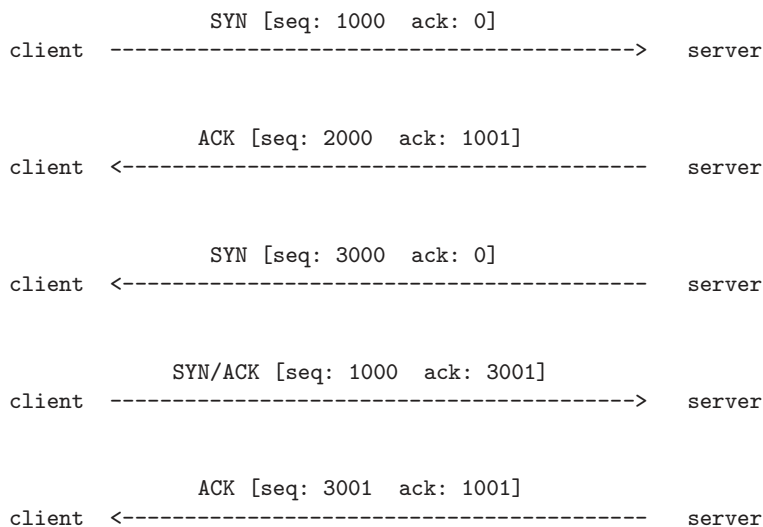 SYN [seq: 1000 ack: 0]
client ------------------------------------------> server
ACK [seq: 2000 ack: 1001]
client <------------------------------------------ server
SYN [seq: 3000 ack: 0]
client <------------------------------------------ server
SYN/ACK [seq: 1000 ack: 3001]
client ------------------------------------------> server
ACK [seq: 3001 ack: 1001]
client <------------------------------------------ server